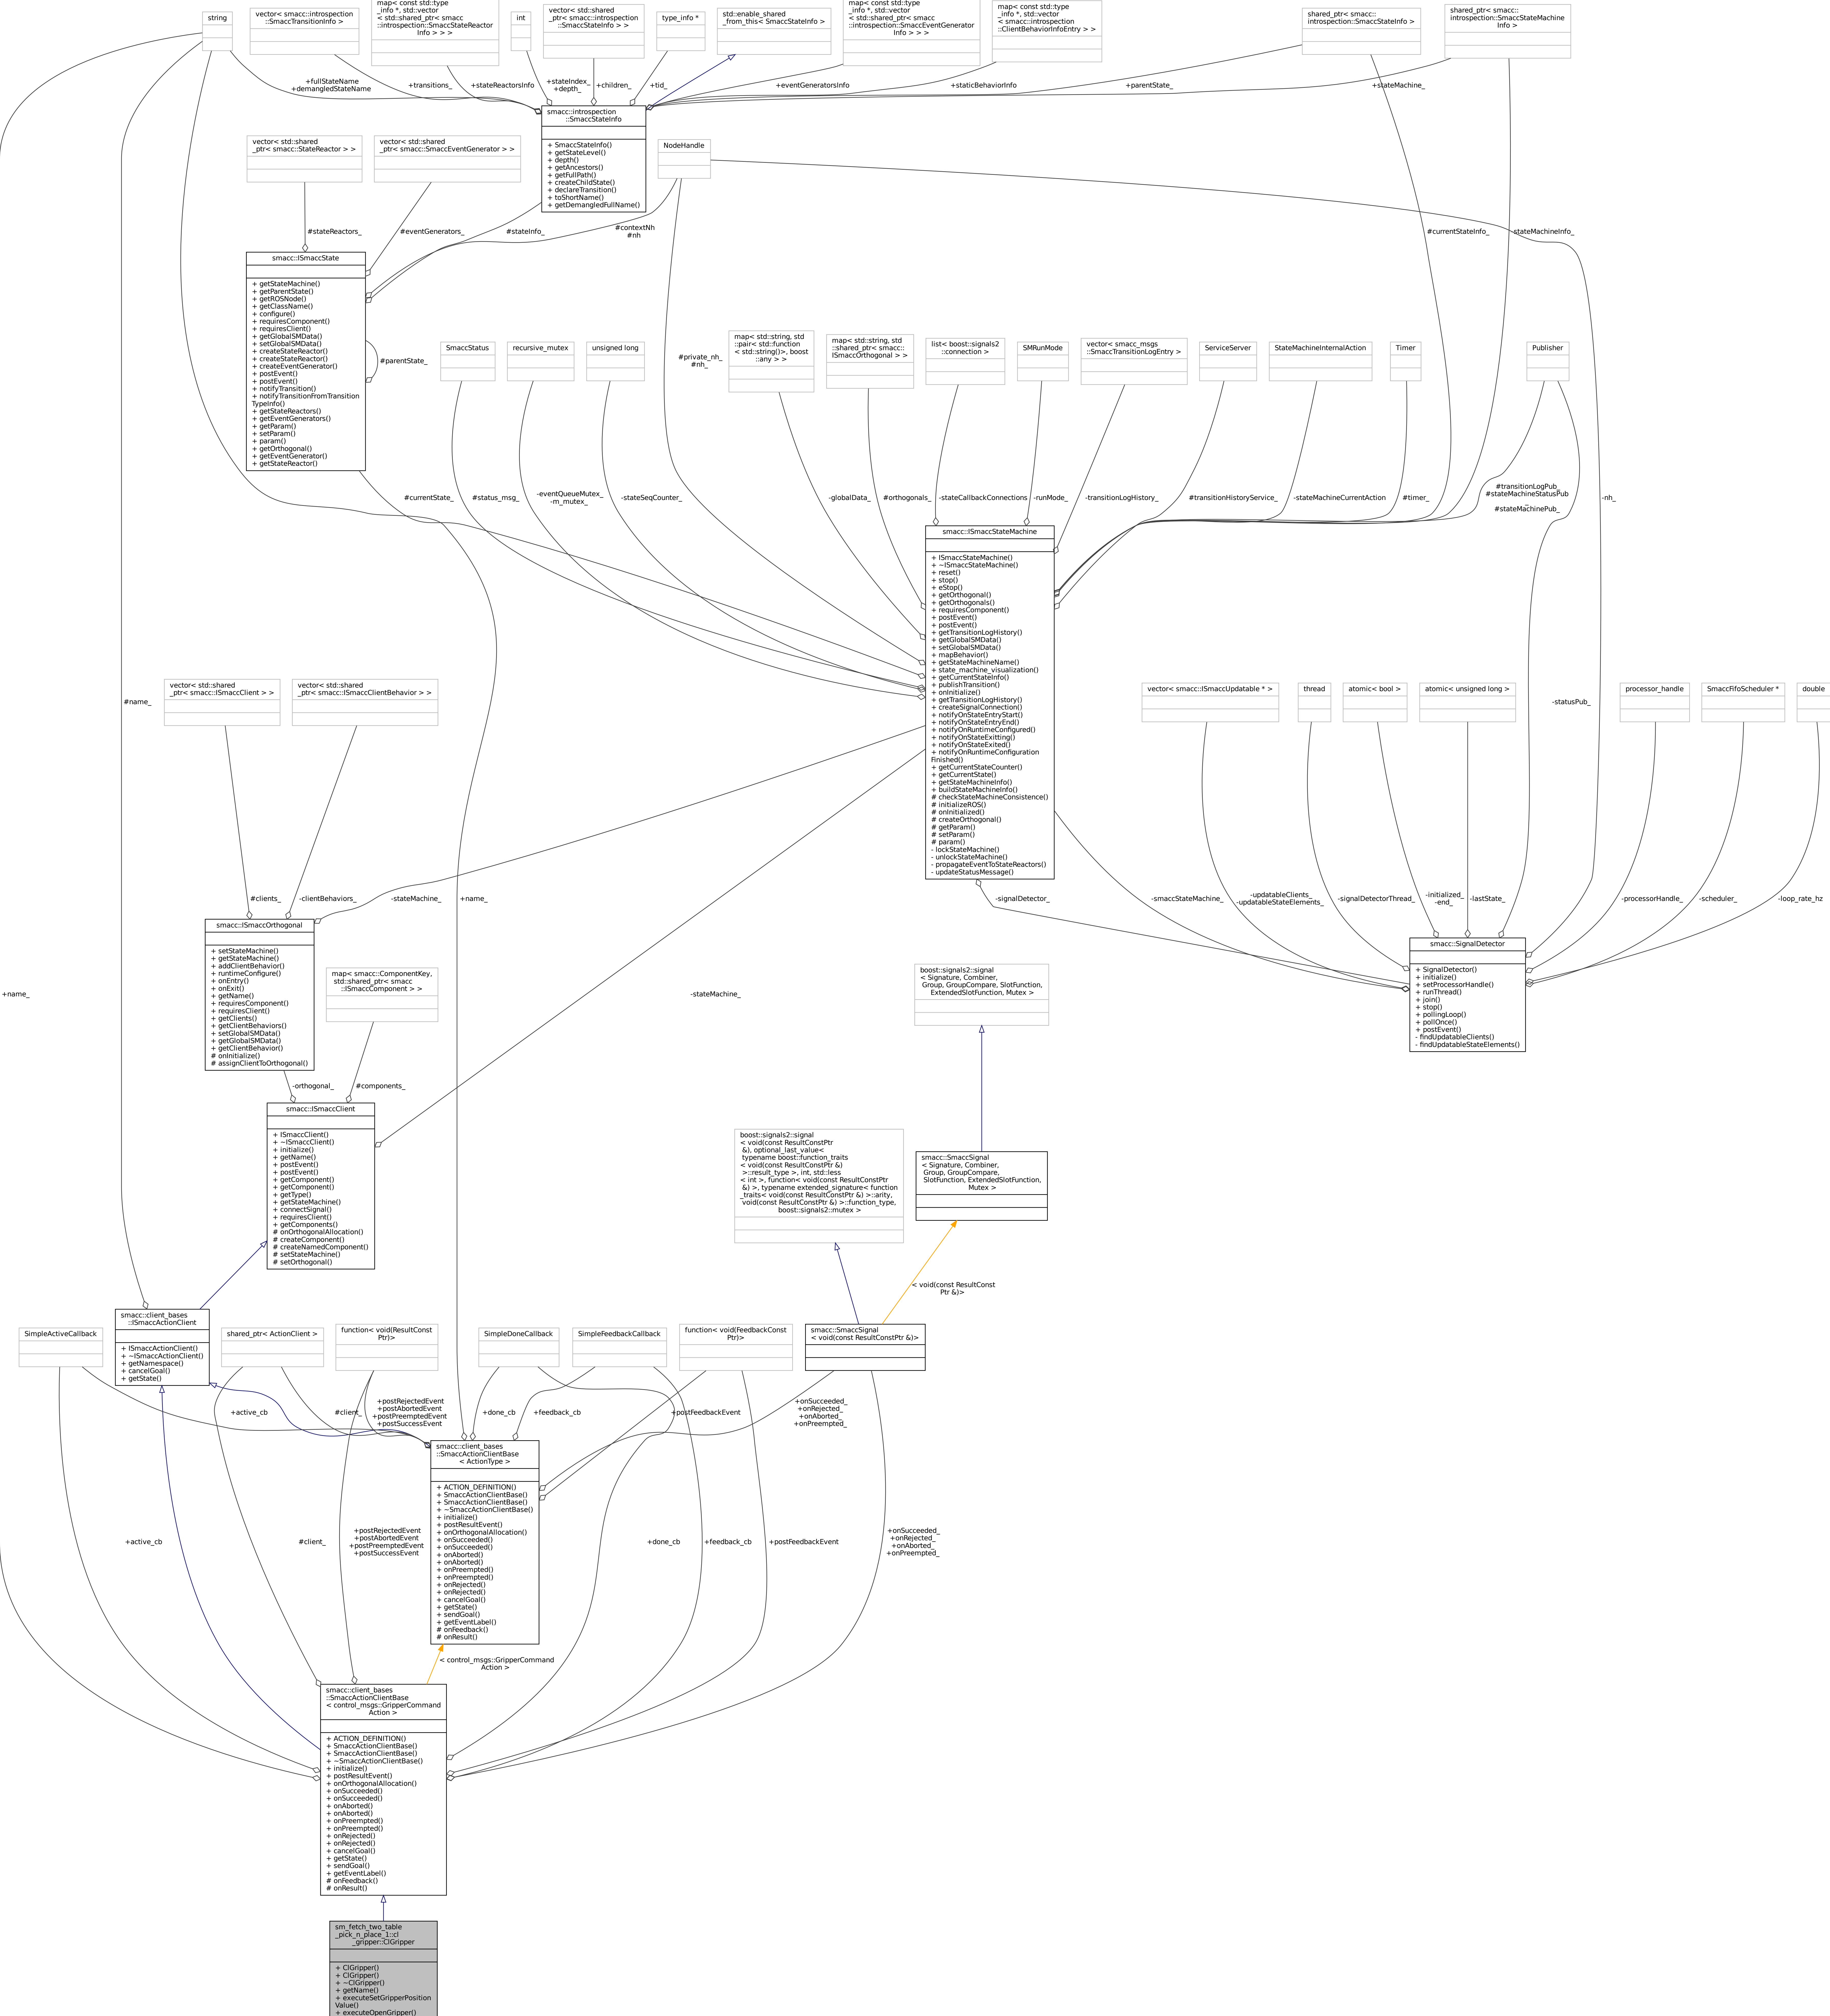 string
vector< smacc::introspection
::SmaccTransitionInfo >
map< const std::type
_info *, std::vector
< std::shared_ptr< smacc
::introspection::SmaccStateReactor
Info > > >
int
vector< std::shared
_ptr< smacc::introspection
::SmaccStateInfo > >
type_info *
std::enable_shared
_from_this< SmaccStateInfo >
map< const std::type
_info *, std::vector
< std::shared_ptr< smacc
::introspection::SmaccEventGenerator
Info > > >
map< const std::type
_info *, std::vector
< smacc::introspection
::ClientBehaviorInfoEntry > >
shared_ptr< smacc::
introspection::SmaccStateInfo >
shared_ptr< smacc::
introspection::SmaccStateMachine
Info >
+fullStateName
+demangledStateName
+transitions_
+stateReactorsInfo
+stateIndex_
+depth_
+children_
+tid_
+eventGeneratorsInfo
+staticBehaviorInfo
+parentState_
+stateMachine_
smacc::introspection
::SmaccStateInfo
+ SmaccStateInfo()
+ getStateLevel()
+ depth()
+ getAncestors()
+ getFullPath()
+ createChildState()
+ declareTransition()
+ toShortName()
+ getDemangledFullName()
vector< std::shared
_ptr< smacc::StateReactor > >
vector< std::shared
_ptr< smacc::SmaccEventGenerator > >
NodeHandle
#stateReactors_
#eventGenerators_
#stateInfo_
#contextNh
#nh
#currentStateInfo_
-stateMachineInfo_
smacc::ISmaccState
+ getStateMachine()
+ getParentState()
+ getROSNode()
+ getClassName()
+ configure()
+ requiresComponent()
+ requiresClient()
+ getGlobalSMData()
+ setGlobalSMData()
+ createStateReactor()
+ createStateReactor()
+ createEventGenerator()
+ postEvent()
+ postEvent()
+ notifyTransition()
+ notifyTransitionFromTransition
TypeInfo()
+ getStateReactors()
+ getEventGenerators()
+ getParam()
+ setParam()
+ param()
+ getOrthogonal()
+ getEventGenerator()
+ getStateReactor()
#parentState_
SmaccStatus
recursive_mutex
unsigned long
#private_nh_
#nh_
map< std::string, std
::pair< std::function
< std::string()>, boost
::any > >
map< std::string, std
::shared_ptr< smacc::
ISmaccOrthogonal > >
list< boost::signals2
::connection >
SMRunMode
vector< smacc_msgs
::SmaccTransitionLogEntry >
ServiceServer
StateMachineInternalAction
Timer
Publisher
#currentState_
#status_msg_
-eventQueueMutex_
-m_mutex_
-stateSeqCounter_
-globalData_
#orthogonals_
-stateCallbackConnections
-runMode_
-transitionLogHistory_
#transitionHistoryService_
-stateMachineCurrentAction
#timer_
#transitionLogPub_
#stateMachineStatusPub
_
#stateMachinePub_
-nh_
smacc::ISmaccStateMachine
+ ISmaccStateMachine()
+ ~ISmaccStateMachine()
+ reset()
+ stop()
+ eStop()
+ getOrthogonal()
+ getOrthogonals()
+ requiresComponent()
+ postEvent()
+ postEvent()
+ getTransitionLogHistory()
+ getGlobalSMData()
+ setGlobalSMData()
+ mapBehavior()
+ getStateMachineName()
+ state_machine_visualization()
+ getCurrentStateInfo()
+ publishTransition()
+ onInitialize()
+ getTransitionLogHistory()
+ createSignalConnection()
+ notifyOnStateEntryStart()
+ notifyOnStateEntryEnd()
+ notifyOnRuntimeConfigured()
+ notifyOnStateExitting()
+ notifyOnStateExited()
+ notifyOnRuntimeConfiguration
Finished()
+ getCurrentStateCounter()
+ getCurrentState()
+ getStateMachineInfo()
+ buildStateMachineInfo()
# checkStateMachineConsistence()
# initializeROS()
# onInitialized()
# createOrthogonal()
# getParam()
# setParam()
# param()
- lockStateMachine()
- unlockStateMachine()
- propagateEventToStateReactors()
- updateStatusMessage()
vector< std::shared
_ptr< smacc::ISmaccClient > >
vector< std::shared
_ptr< smacc::ISmaccClientBehavior > >
#name_
vector< smacc::ISmaccUpdatable * >
thread
atomic< bool >
atomic< unsigned long >
-statusPub_
processor_handle
SmaccFifoScheduler *
double
#clients_
-clientBehaviors_
-stateMachine_
+name_
-signalDetector_
-smaccStateMachine_
-updatableClients_
-updatableStateElements_
-signalDetectorThread_
-initialized_
-end_
-lastState_
-processorHandle_
-scheduler_
-loop_rate_hz
smacc::ISmaccOrthogonal
+ setStateMachine()
+ getStateMachine()
+ addClientBehavior()
+ runtimeConfigure()
+ onEntry()
+ onExit()
+ getName()
+ requiresComponent()
+ requiresClient()
+ getClients()
+ getClientBehaviors()
+ setGlobalSMData()
+ getGlobalSMData()
+ getClientBehavior()
# onInitialize()
# assignClientToOrthogonal()
smacc::SignalDetector
+ SignalDetector()
+ initialize()
+ setProcessorHandle()
+ runThread()
+ join()
+ stop()
+ pollingLoop()
+ pollOnce()
+ postEvent()
- findUpdatableClients()
- findUpdatableStateElements()
map< smacc::ComponentKey,
std::shared_ptr< smacc
::ISmaccComponent > >
boost::signals2::signal
< Signature, Combiner,
Group, GroupCompare, SlotFunction,
ExtendedSlotFunction, Mutex >
+name_
-stateMachine_
-orthogonal_
#components_
smacc::ISmaccClient
+ ISmaccClient()
+ ~ISmaccClient()
+ initialize()
+ getName()
+ postEvent()
+ postEvent()
+ getComponent()
+ getComponent()
+ getType()
+ getStateMachine()
+ connectSignal()
+ requiresClient()
+ getComponents()
# onOrthogonalAllocation()
# createComponent()
# createNamedComponent()
# setStateMachine()
# setOrthogonal()
boost::signals2::signal
< void(const ResultConstPtr
&), optional_last_value<
typename boost::function_traits
< void(const ResultConstPtr &)
>::result_type >, int, std::less
< int >, function< void(const ResultConstPtr
&) >, typename extended_signature< function
_traits< void(const ResultConstPtr &) >::arity,
void(const ResultConstPtr &) >::function_type,
boost::signals2::mutex >
smacc::SmaccSignal
< Signature, Combiner,
Group, GroupCompare,
SlotFunction, ExtendedSlotFunction,
Mutex >
< void(const ResultConst
Ptr &)>
smacc::client_bases
::ISmaccActionClient
+ ISmaccActionClient()
+ ~ISmaccActionClient()
+ getNamespace()
+ cancelGoal()
+ getState()
SimpleActiveCallback
shared_ptr< ActionClient >
function< void(ResultConst
Ptr)>
SimpleDoneCallback
SimpleFeedbackCallback
function< void(FeedbackConst
Ptr)>
smacc::SmaccSignal
< void(const ResultConstPtr &)>
+active_cb
#client_
+postRejectedEvent
+postAbortedEvent
+postPreemptedEvent
+postSuccessEvent
+done_cb
+feedback_cb
+postFeedbackEvent
+onSucceeded_
+onRejected_
+onAborted_
+onPreempted_
smacc::client_bases
::SmaccActionClientBase
< ActionType >
+ ACTION_DEFINITION()
+ SmaccActionClientBase()
+ SmaccActionClientBase()
+ ~SmaccActionClientBase()
+ initialize()
+ postResultEvent()
+ onOrthogonalAllocation()
+ onSucceeded()
+ onSucceeded()
+ onAborted()
+ onAborted()
+ onPreempted()
+ onPreempted()
+ onRejected()
+ onRejected()
+ cancelGoal()
+ getState()
+ sendGoal()
+ getEventLabel()
# onFeedback()
# onResult()
+active_cb
#client_
+postRejectedEvent
+postAbortedEvent
+postPreemptedEvent
+postSuccessEvent
+done_cb
+feedback_cb
+postFeedbackEvent
+onSucceeded_
+onRejected_
+onAborted_
+onPreempted_
< control_msgs::GripperCommand
Action >
smacc::client_bases
::SmaccActionClientBase
< control_msgs::GripperCommand
Action >
+ ACTION_DEFINITION()
+ SmaccActionClientBase()
+ SmaccActionClientBase()
+ ~SmaccActionClientBase()
+ initialize()
+ postResultEvent()
+ onOrthogonalAllocation()
+ onSucceeded()
+ onSucceeded()
+ onAborted()
+ onAborted()
+ onPreempted()
+ onPreempted()
+ onRejected()
+ onRejected()
+ cancelGoal()
+ getState()
+ sendGoal()
+ getEventLabel()
# onFeedback()
# onResult()
sm_fetch_two_table
_pick_n_place_1::cl
_gripper::ClGripper
+ ClGripper()
+ ClGripper()
+ ~ClGripper()
+ getName()
+ executeSetGripperPosition
Value()
+ executeOpenGripper()